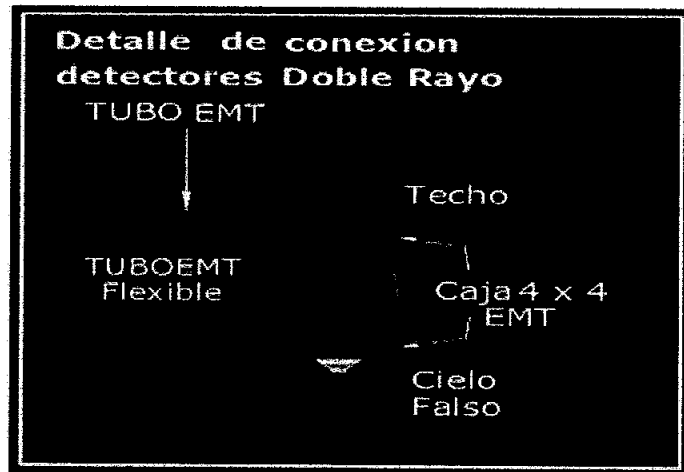 Detalle de conexion
detectores Doble Rayo
TUBO EMT
Techo
TUBOEMT
Flexible
Caja 4 x 4
EMT
Cielo
Falso